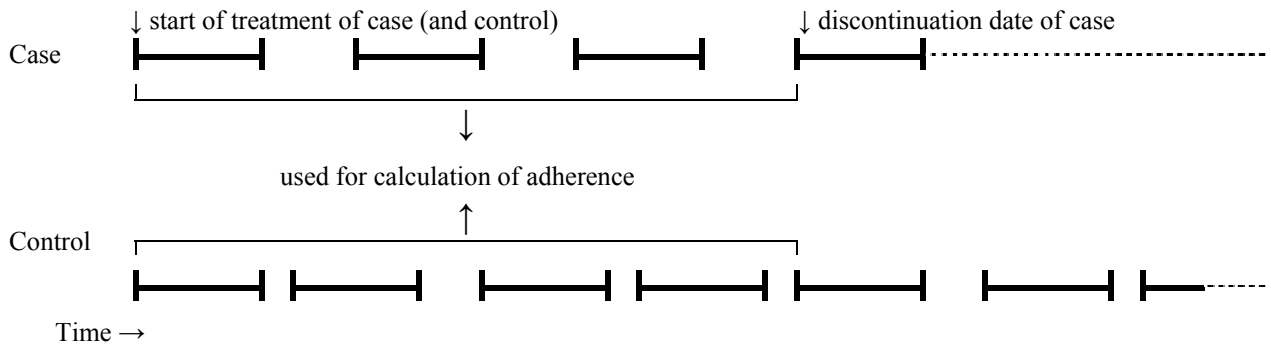 ↓ start of treatment of case (and control)
↓ discontinuation date of case
Case
used for calculation of adherence
Control
Time →